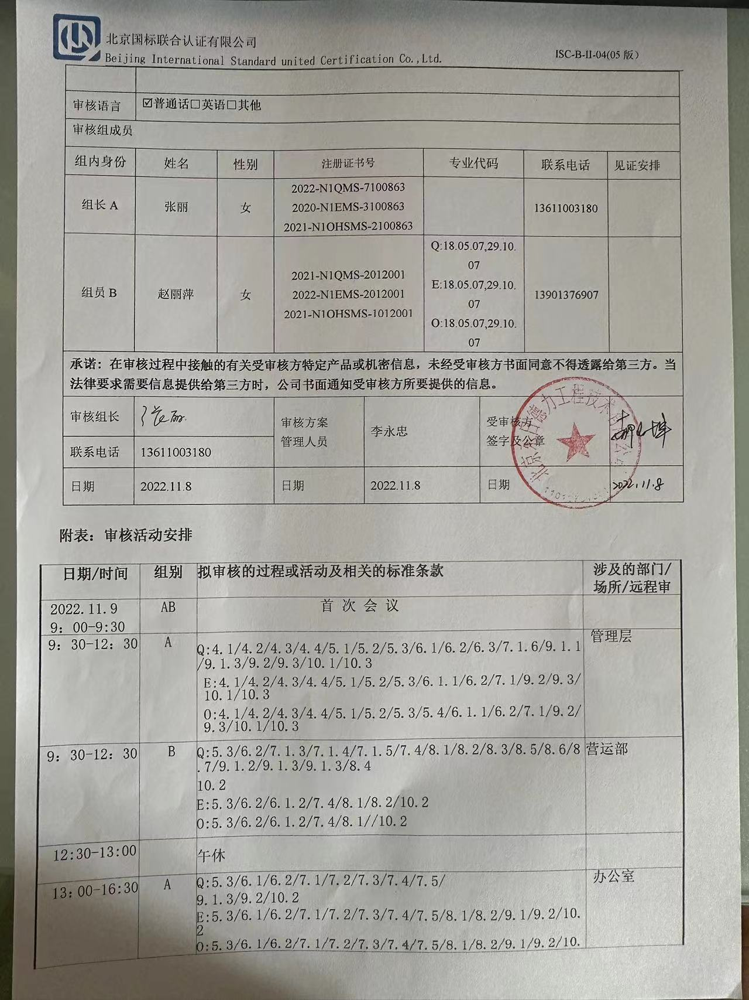 北京国标联合认证有限公司
Beijing International Standard united Certification Co.,Ltd.
ISC-B-II-04(05 版)
审核语言 ☑普通话□英语□其他
审核组成员
组内身份 姓名 性别 注册证书号 专业代码 联系电话 见证安排
组长 A 张丽 女
2022-N1QMS-7100863
2020-N1EMS-3100863
2021-N1OHSMS-2100863
13611003180
组员 B 赵丽萍 女
2021-N1QMS-2012001
2022-N1EMS-2012001
2021-N1OHSMS-1012001
Q:18.05.07,29.10.
07
E:18.05.07,29.10.
07
O:18.05.07,29.10.
07
13901376907
承诺：在审核过程中接触的有关受审核方特定产品或机密信息，未经受审核方书面同意不得透露给第三方。当
法律要求需要信息提供给第三方时，公司书面通知受审核方所要提供的信息。
审核组长 张丽
审核方案
管理人员
李永忠
受审核方
签字及公章
联系电话 13611003180
日期 2022.11.8 日期 2022.11.8 日期 2022.11.8
附表：审核活动安排
日期/时间 组别 拟审核的过程或活动及相关的标准条款 涉及的部门/
场所/远程审
2022.11.9
9：00-9:30
AB 首 次 会 议
9：30-12：30 A
Q:4.1/4.2/4.3/4.4/5.1/5.2/5.3/6.1/6.2/6.3/7.1.6/9.1.1
/9.1.3/9.2/9.3/10.1/10.3
E:4.1/4.2/4.3/4.4/5.1/5.2/5.3/6.1.1/6.2/7.1/9.2/9.3/
10.1/10.3
O:4.1/4.2/4.3/4.4/5.1/5.2/5.3/5.4/6.1.1/6.2/7.1/9.2/
9.3/10.1/10.3
管理层
9：30-12：30 B
Q:5.3/6.2/7.1.3/7.1.4/7.1.5/7.4/8.1/8.2/8.3/8.5/8.6/8
.7/9.1.2/9.1.3/9.1.3/8.4
10.2
E:5.3/6.2/6.1.2/7.4/8.1/8.2/10.2
O:5.3/6.2/6.1.2/7.4/8.1//10.2
营运部
12:30-13:00 午休
13：00-16:30 A
Q:5.3/6.1/6.2/7.1/7.2/7.3/7.4/7.5/
9.1.3/9.2/10.2
E:5.3/6.1/6.2/7.1/7.2/7.3/7.4/7.5/8.1/8.2/9.1/9.2/10.
2
O:5.3/6.1/6.2/7.1/7.2/7.3/7.4/7.5/8.1/8.2/9.1/9.2/10.
办公室